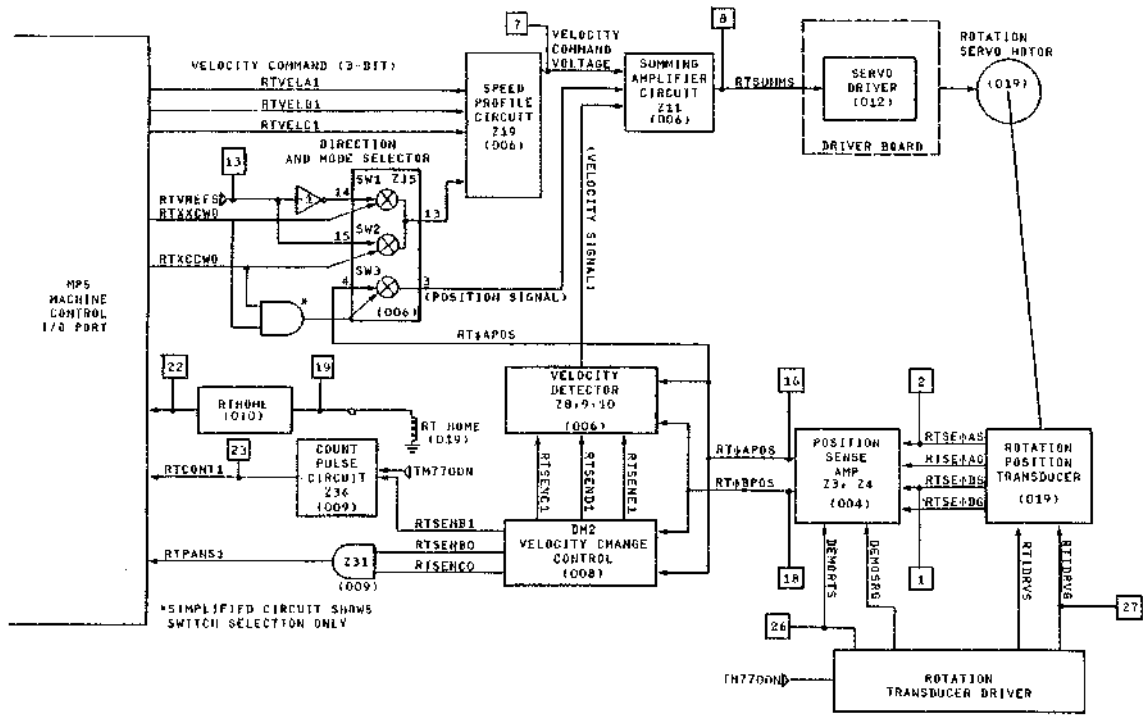 VELOCITY COMMAND (3-BIT)
RTVELA1
RTVELB1
RTVELC1
SPEED
PROFILE
CIRCUIT
Z19
(006)
7
VELOCITY
COMMAND
VOLTAGE
SUMMING
AMPLIFIER
CIRCUIT
Z11
(006)
8
RTSUMMS
SERVO
DRIVER
(012)
DRIVER BOARD
ROTATION
SERVO MOTOR
(019)
DIRECTION
AND MODE SELECTOR
13
RTVREFS
RTXXCW0
RTXCCW0
SW1
Z15
14
13
15
SW2
SW3
4
3
(POSITION SIGNAL)
(006)
*
(VELOCITY SIGNAL)
MPS
MACHINE
CONTROL
I/O PORT
RTφAPOS
22
RTHOME
(010)
19
RT HOME
(019)
VELOCITY
DETECTOR
Z8,9,10
(006)
23
RTCONT1
COUNT
PULSE
CIRCUIT
Z36
(009)
TM770DN
RTSENC1
RTSEND1
RTSENE1
RTSENB1
RTSENB0
RTSENC0
RTPANS1
Z31
(009)
DM2
VELOCITY CHANGE
CONTROL
(008)
16
RTφAPOS
RTφBPOS
18
POSITION
SENSE
AMP
Z3, Z4
(004)
2
RTSEφAS
RTSEφAG
RTSEφBS
RTSEφBG
1
ROTATION
POSITION
TRANSDUCER
(019)
DEMORTS
DEMOSRG
RTIDRVS
RTIDRVG
26
27
TM770DN
ROTATION
TRANSDUCER DRIVER
*SIMPLIFIED CIRCUIT SHOWS
SWITCH SELECTION ONLY